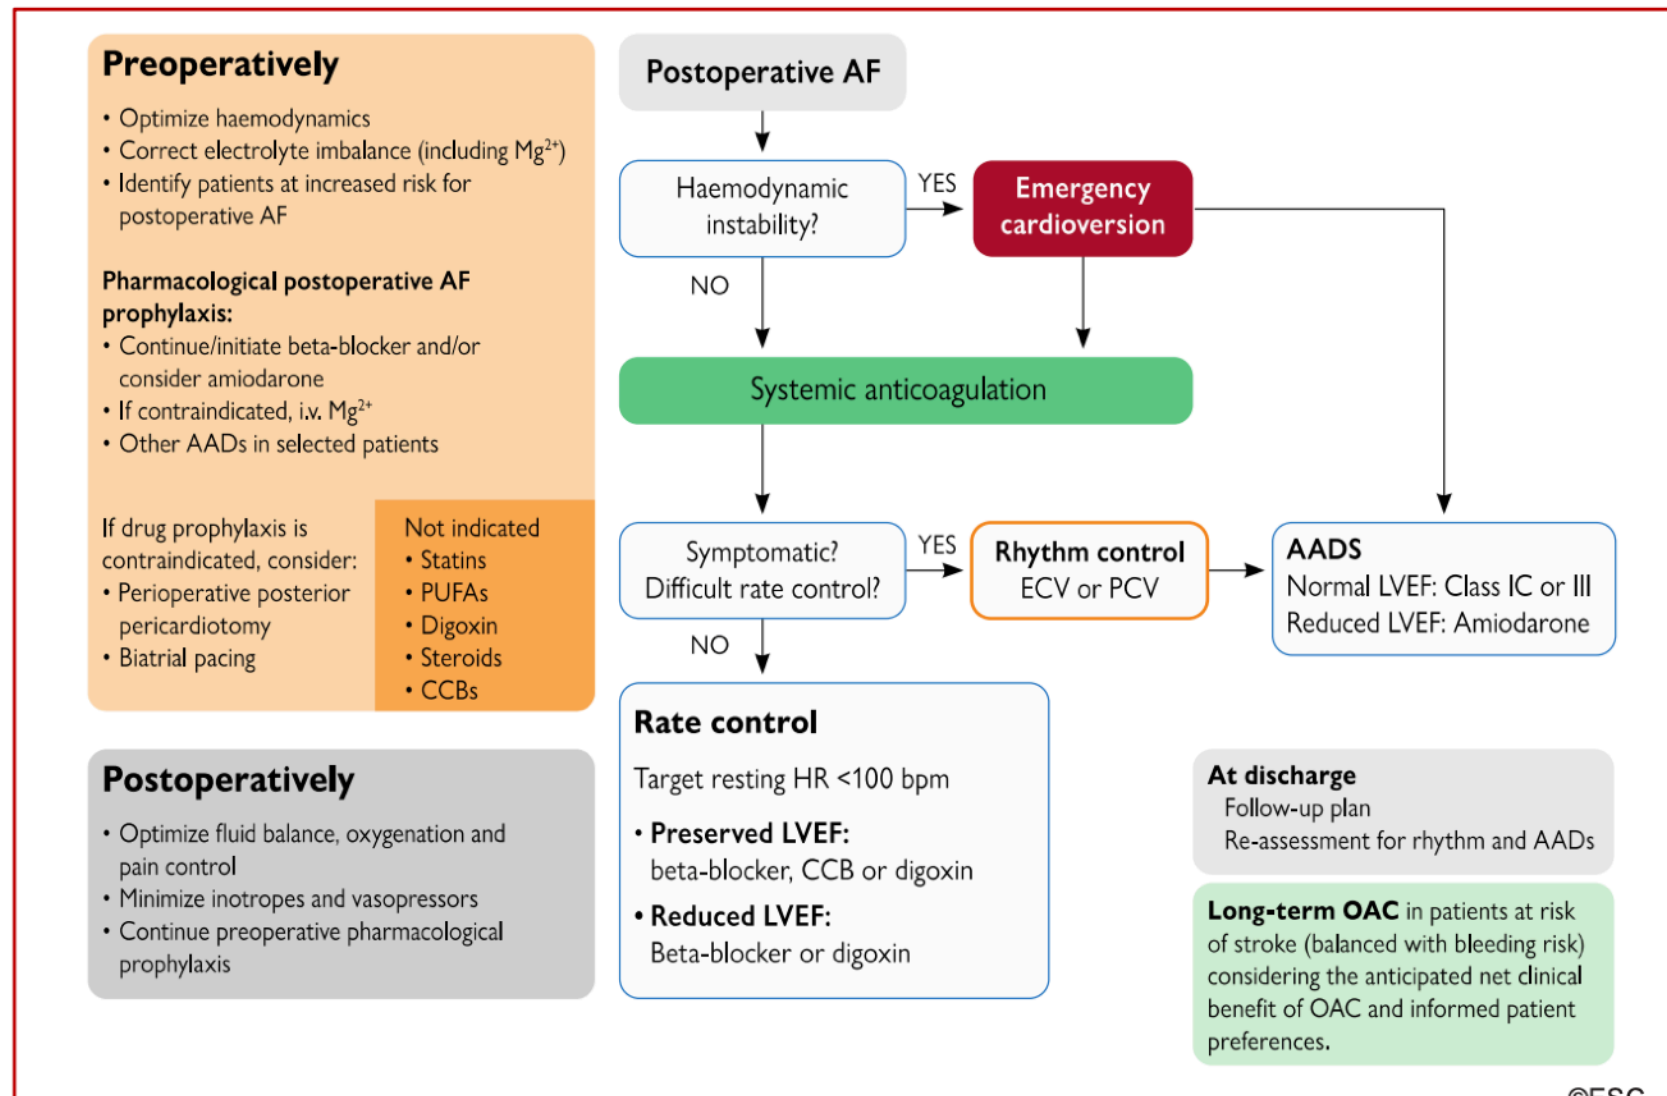 Preoperatively
• Optimize haemodynamics
• Correct electrolyte imbalance (including Mg²⁺)
• Identify patients at increased risk for
postoperative AF
Pharmacological postoperative AF
prophylaxis:
• Continue/initiate beta-blocker and/or
consider amiodarone
• If contraindicated, i.v. Mg²⁺
• Other AADs in selected patients
If drug prophylaxis is
contraindicated, consider:
• Perioperative posterior
pericardiotomy
• Biatrial pacing
Not indicated
• Statins
• PUFAs
• Digoxin
• Steroids
• CCBs
Postoperatively
• Optimize fluid balance, oxygenation and
pain control
• Minimize inotropes and vasopressors
• Continue preoperative pharmacological
prophylaxis
Postoperative AF
Haemodynamic
instability?
YES
Emergency
cardioversion
NO
Systemic anticoagulation
Symptomatic?
Difficult rate control?
YES
Rhythm control
ECV or PCV
AADS
Normal LVEF: Class IC or III
Reduced LVEF: Amiodarone
NO
Rate control
Target resting HR <100 bpm
• Preserved LVEF:
beta-blocker, CCB or digoxin
• Reduced LVEF:
Beta-blocker or digoxin
At discharge
Follow-up plan
Re-assessment for rhythm and AADs
Long-term OAC in patients at risk
of stroke (balanced with bleeding risk)
considering the anticipated net clinical
benefit of OAC and informed patient
preferences.
©ESC